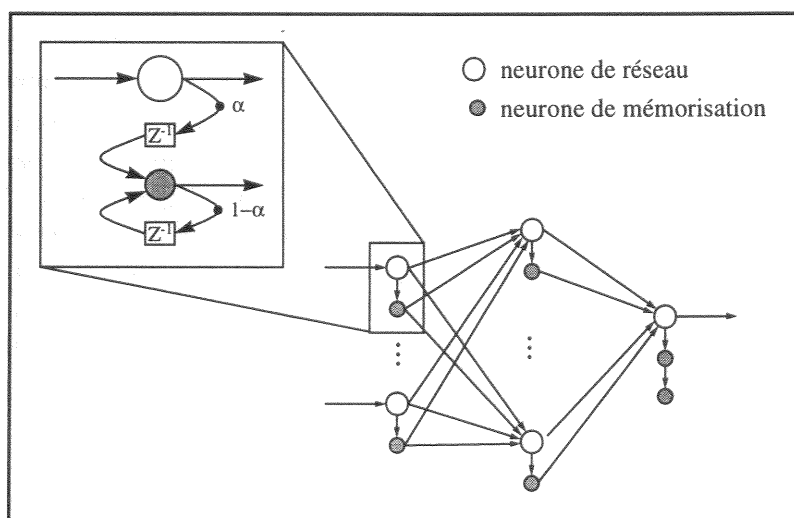 neurone de réseau
neurone de mémorisation
α
Z⁻¹
1−α
Z⁻¹